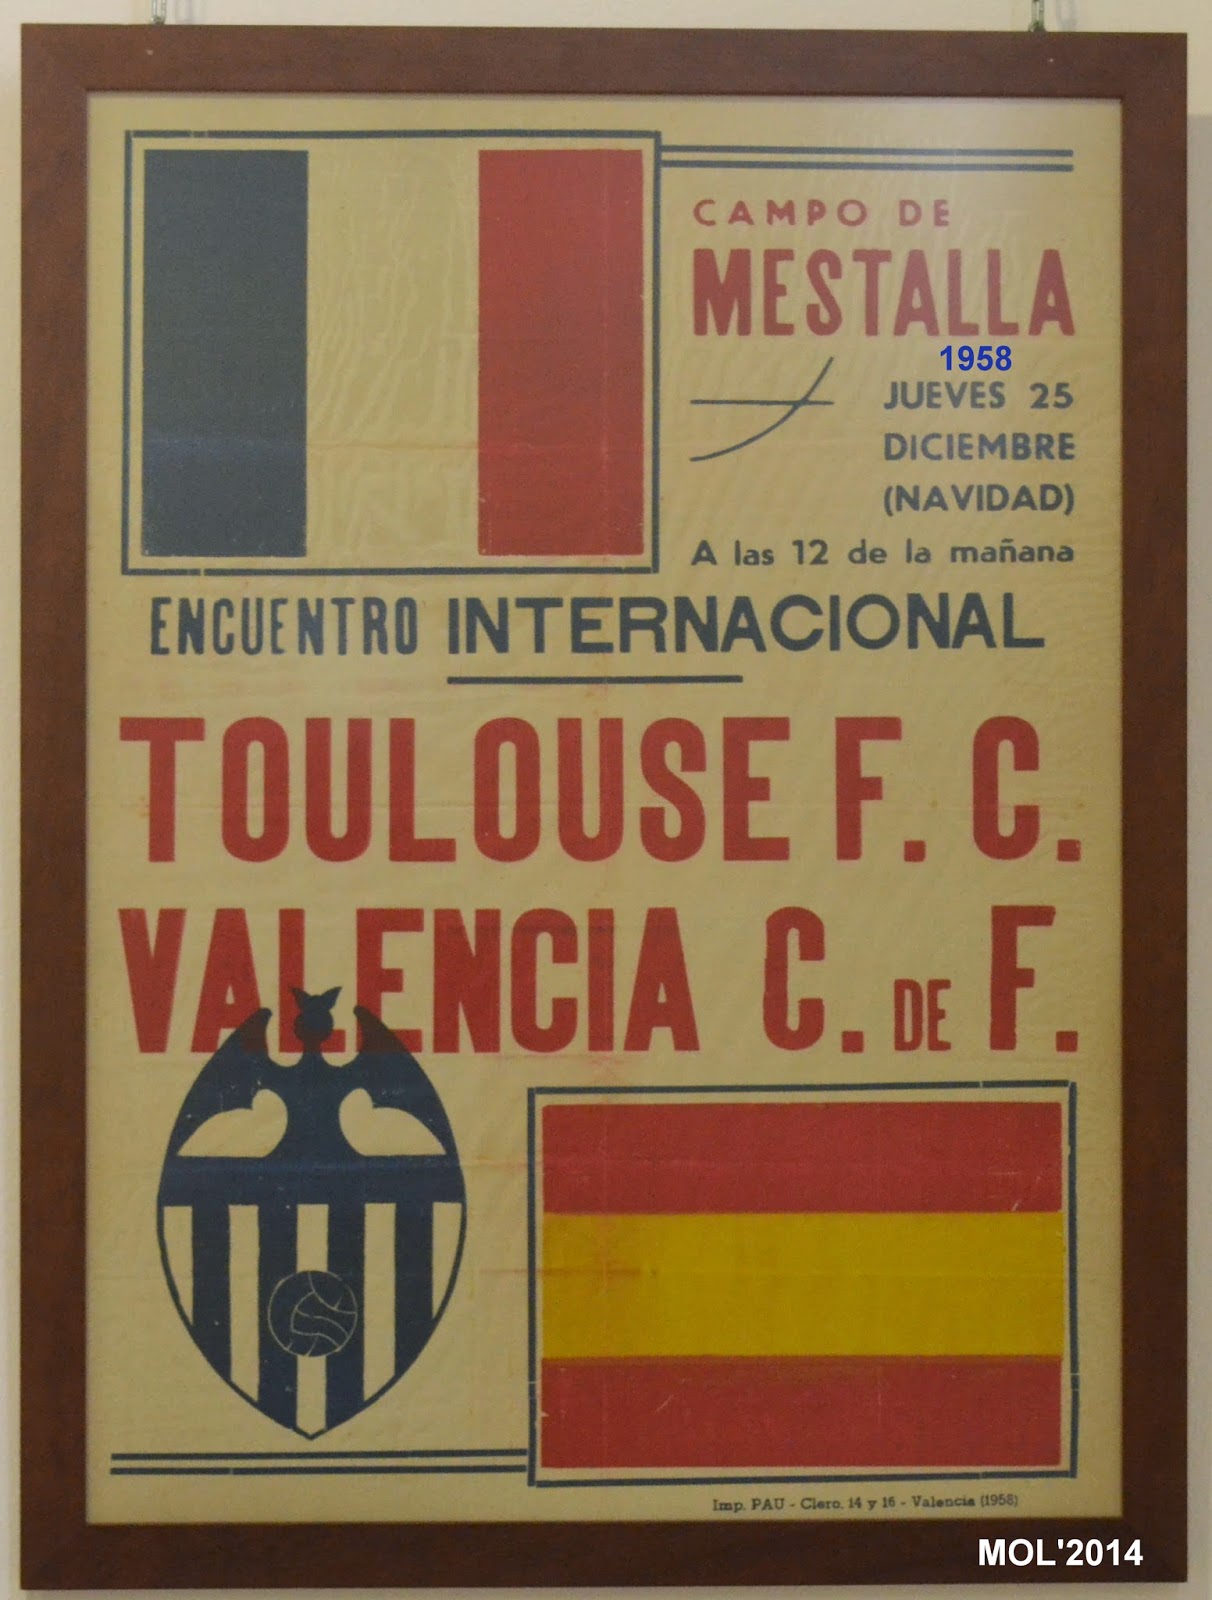 CAMPO DE
MESTALLA
1958
JUEVES 25
DICIEMBRE
(NAVIDAD)
A las 12 de la mañana
ENCUENTRO INTERNACIONAL
TOULOUSE F. C.
VALENCIA C. DE F.
Imp. PAU - Clero, 14 y 16 - Valencia (1958)
MOL'2014